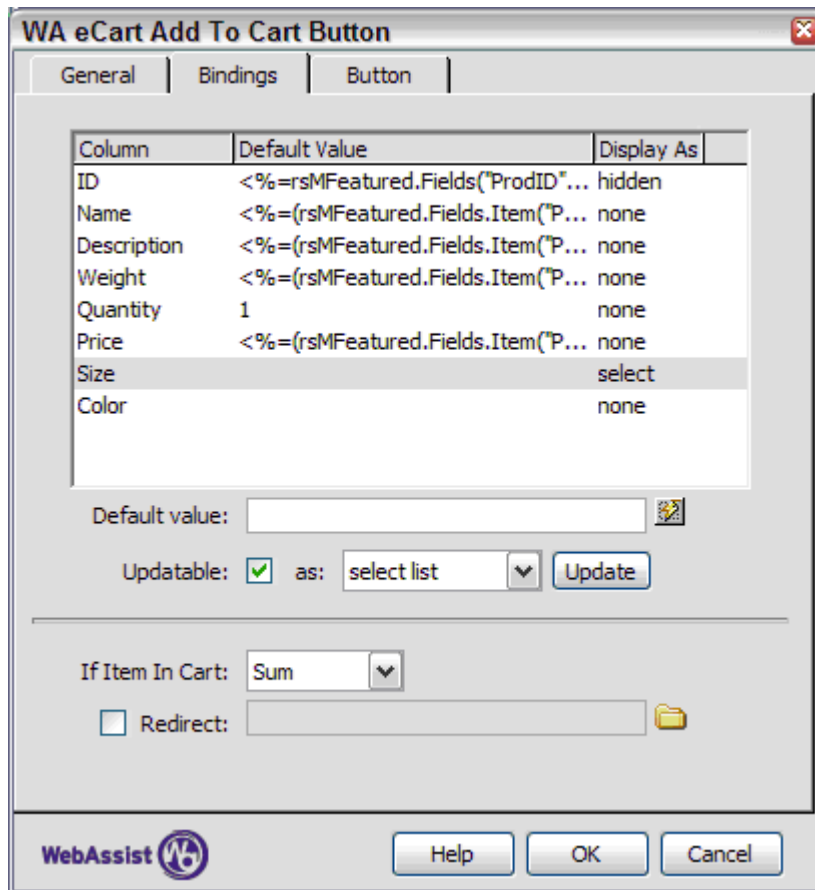 WA eCart Add To Cart Button
General Bindings Button
Column Default Value Display As
ID <%=rsMFeatured.Fields("ProdID"... hidden
Name <%=(rsMFeatured.Fields.Item("P... none
Description <%=(rsMFeatured.Fields.Item("P... none
Weight <%=(rsMFeatured.Fields.Item("P... none
Quantity 1 none
Price <%=(rsMFeatured.Fields.Item("P... none
Size select
Color none
Default value:
Updatable: as: select list Update
If Item In Cart: Sum
Redirect:
WebAssist Help OK Cancel